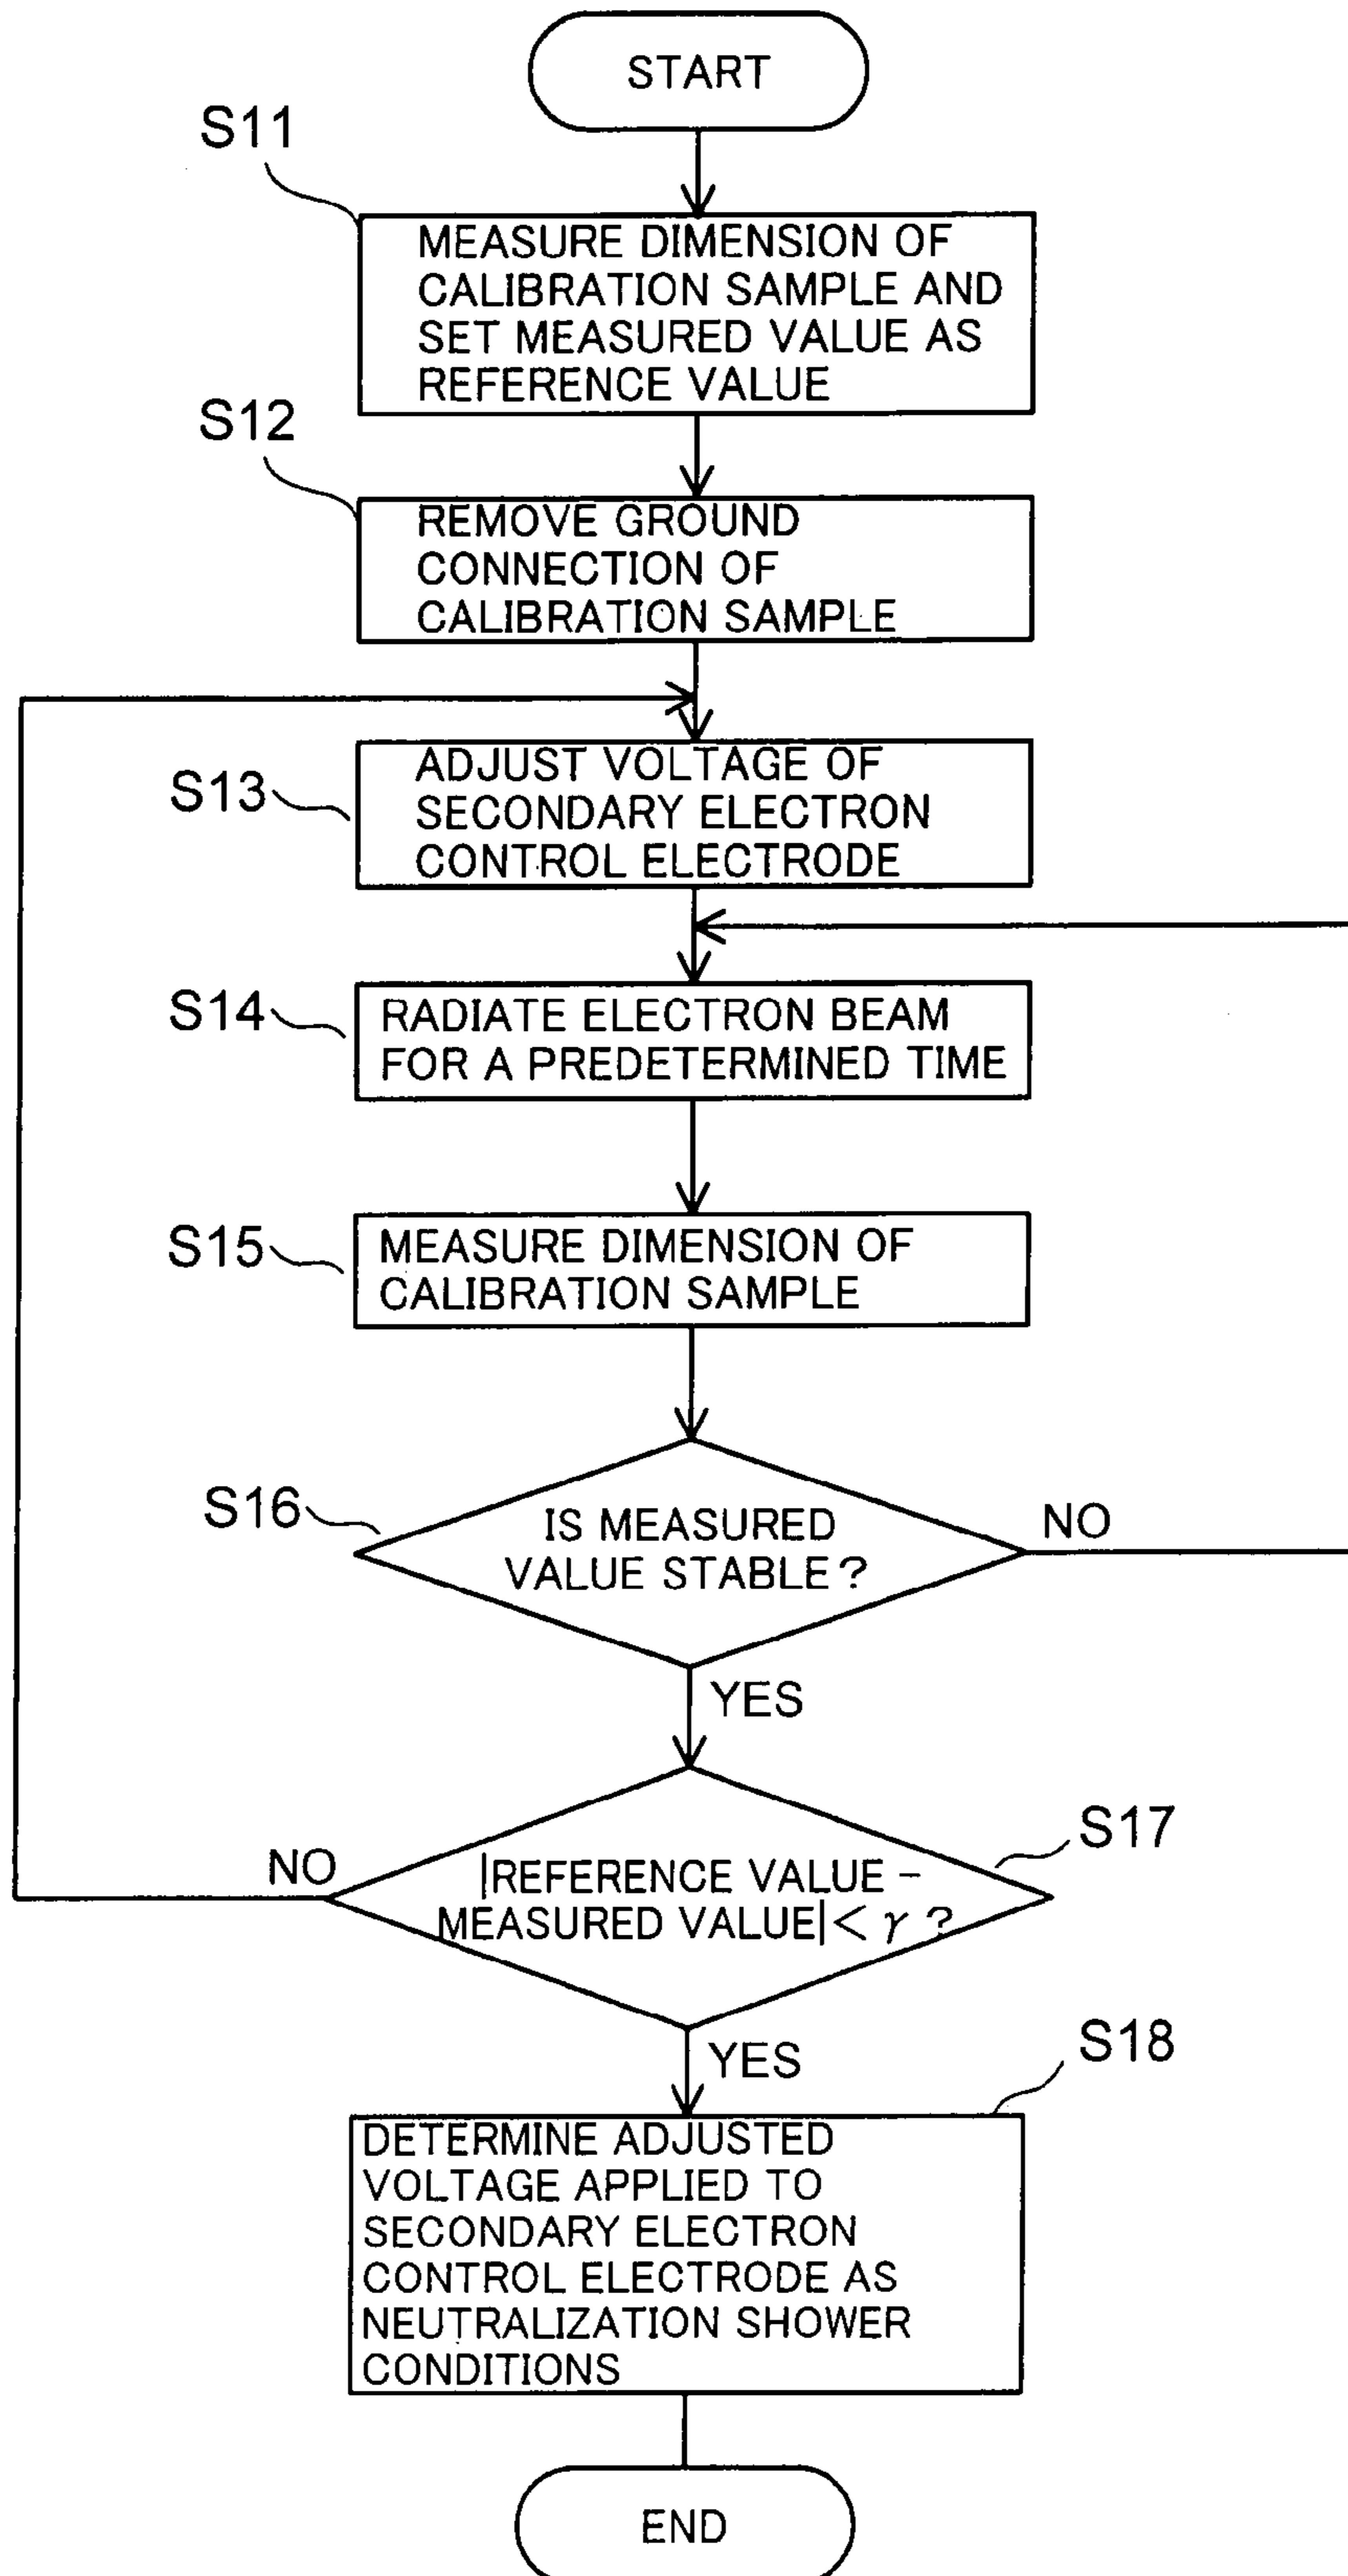 START
S11
MEASURE DIMENSION OF
CALIBRATION SAMPLE AND
SET MEASURED VALUE AS
REFERENCE VALUE
S12
REMOVE GROUND
CONNECTION OF
CALIBRATION SAMPLE
S13
ADJUST VOLTAGE OF
SECONDARY ELECTRON
CONTROL ELECTRODE
S14
RADIATE ELECTRON BEAM
FOR A PREDETERMINED TIME
S15
MEASURE DIMENSION OF
CALIBRATION SAMPLE
S16
IS MEASURED
VALUE STABLE?
NO
YES
S17
NO
|REFERENCE VALUE −
MEASURED VALUE|< γ ?
YES
S18
DETERMINE ADJUSTED
VOLTAGE APPLIED TO
SECONDARY ELECTRON
CONTROL ELECTRODE AS
NEUTRALIZATION SHOWER
CONDITIONS
END